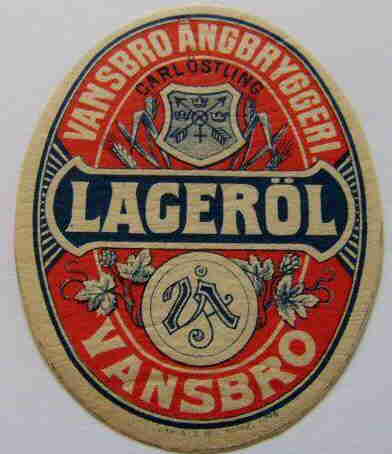 VANSBRO ÅNGBRYGGERI.
CARL ÖSTLING
LAGERÖL
VÅ
VANSBRO